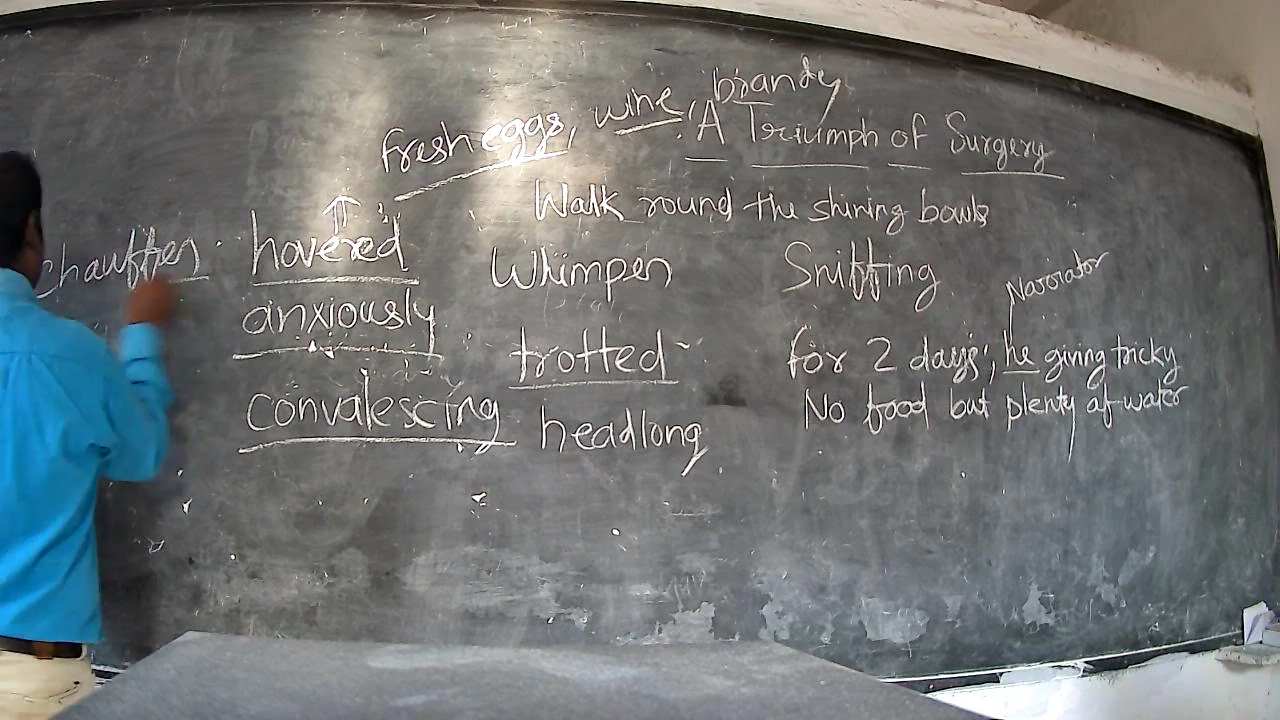 fresh eggs, wine, brandy
A Triumph of Surgery
Walk round the shining bowls
chauffer hovered Whimper Sniffing
Narrator
anxiously trotted for 2 days; he giving tricky
convalescing headlong No food but plenty of water